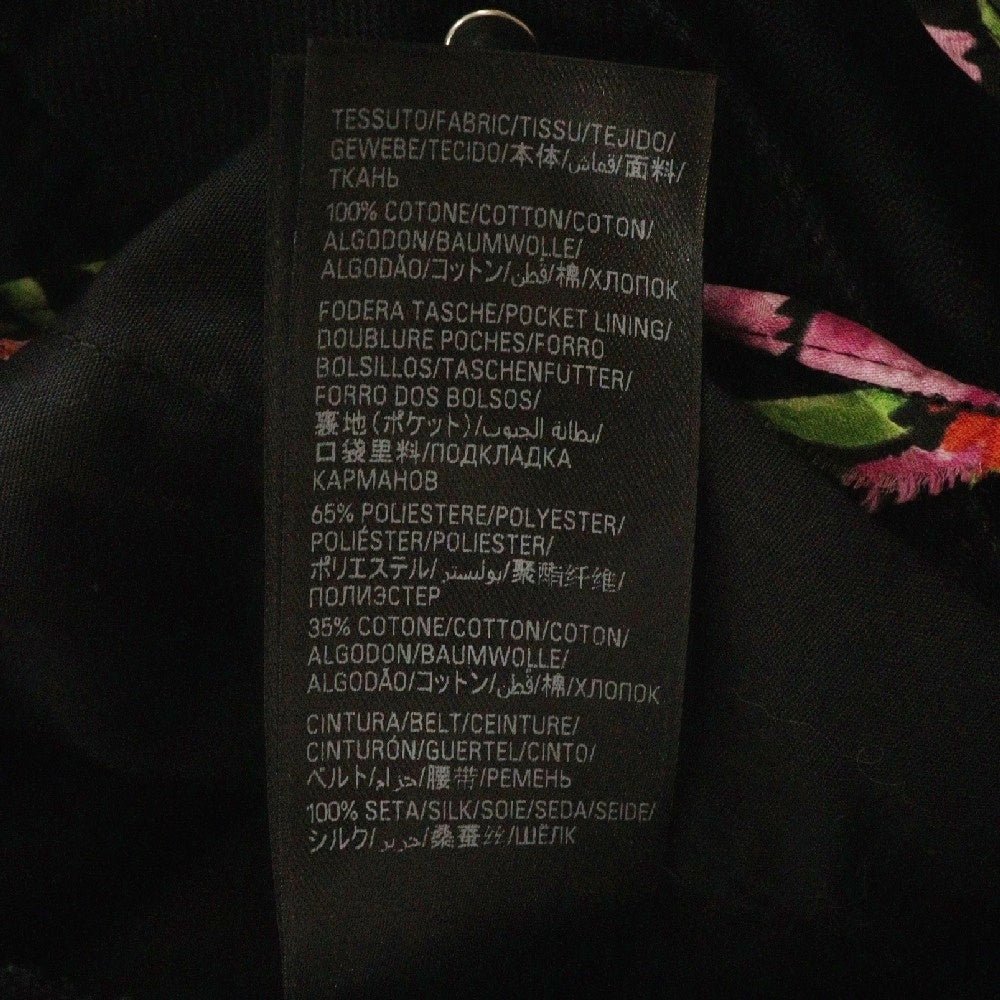 TESSUTO/FABRIC/TISSU/TEJIDO/
GEWEBE/TECIDO/本体/قماش/面料/
ТКАНЬ
100% COTONE/COTTON/COTON/
ALGODON/BAUMWOLLE/
ALGODÃO/コットン/قطن/棉/ХЛОПОК
FODERA TASCHE/POCKET LINING/
DOUBLURE POCHES/FORRO
BOLSILLOS/TASCHENFUTTER/
FORRO DOS BOLSOS/
裏地(ポケット)/بطانة الجيوب/
口袋里料/ПОДКЛАДКА
КАРМАНОВ
65% POLIESTERE/POLYESTER/
POLIÉSTER/POLIESTER/
ポリエステル/بوليستر/聚酯纤维/
ПОЛИЭСТЕР
35% COTONE/COTTON/COTON/
ALGODON/BAUMWOLLE/
ALGODÃO/コットン/قطن/棉/ХЛОПОК
CINTURA/BELT/CEINTURE/
CINTURÓN/GUERTEL/CINTO/
ベルト/حزام/腰带/РЕМЕНЬ
100% SETA/SILK/SOIE/SEDA/SEIDE/
シルク/حرير/桑蚕丝/ШЁЛК